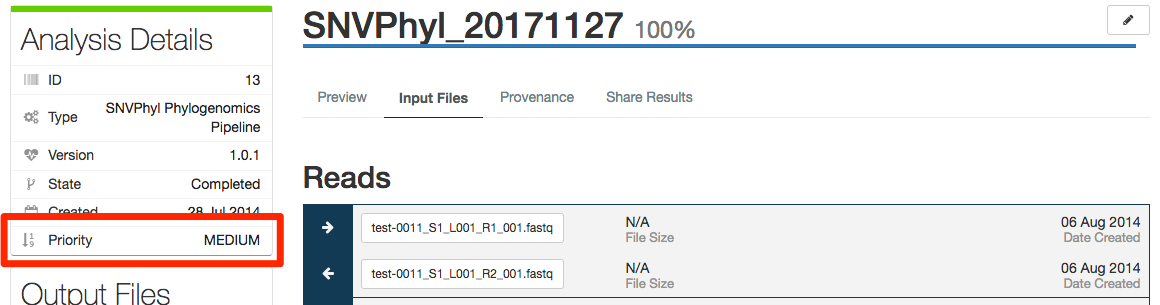 Analysis Details
ID 13
Type SNVPhyl Phylogenomics
Pipeline
Version 1.0.1
State Completed
Created 28 Jul 2014
Priority MEDIUM
Output Files
SNVPhyl_20171127 100%
Preview Input Files Provenance Share Results
Reads
test-0011_S1_L001_R1_001.fastq N/A 06 Aug 2014
File Size Date Created
test-0011_S1_L001_R2_001.fastq N/A 06 Aug 2014
File Size Date Created